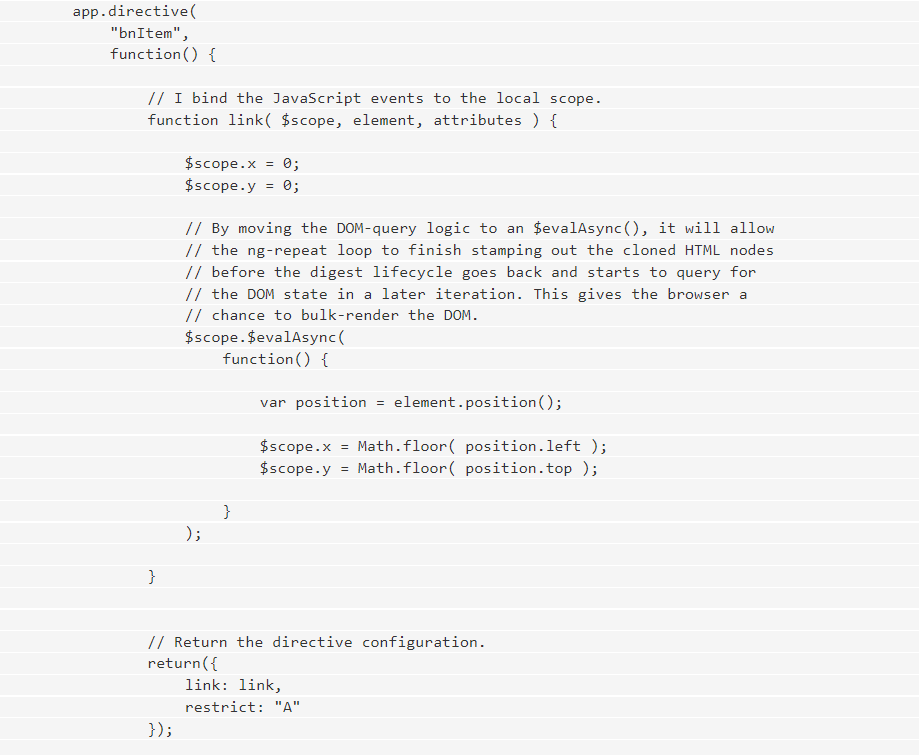 app.directive(
"bnItem",
function() {
// I bind the JavaScript events to the local scope.
function link( $scope, element, attributes ) {
$scope.x = 0;
$scope.y = 0;
// By moving the DOM-query logic to an $evalAsync(), it will allow
// the ng-repeat loop to finish stamping out the cloned HTML nodes
// before the digest lifecycle goes back and starts to query for
// the DOM state in a later iteration. This gives the browser a
// chance to bulk-render the DOM.
$scope.$evalAsync(
function() {
var position = element.position();
$scope.x = Math.floor( position.left );
$scope.y = Math.floor( position.top );
}
);
}
// Return the directive configuration.
return({
link: link,
restrict: "A"
});